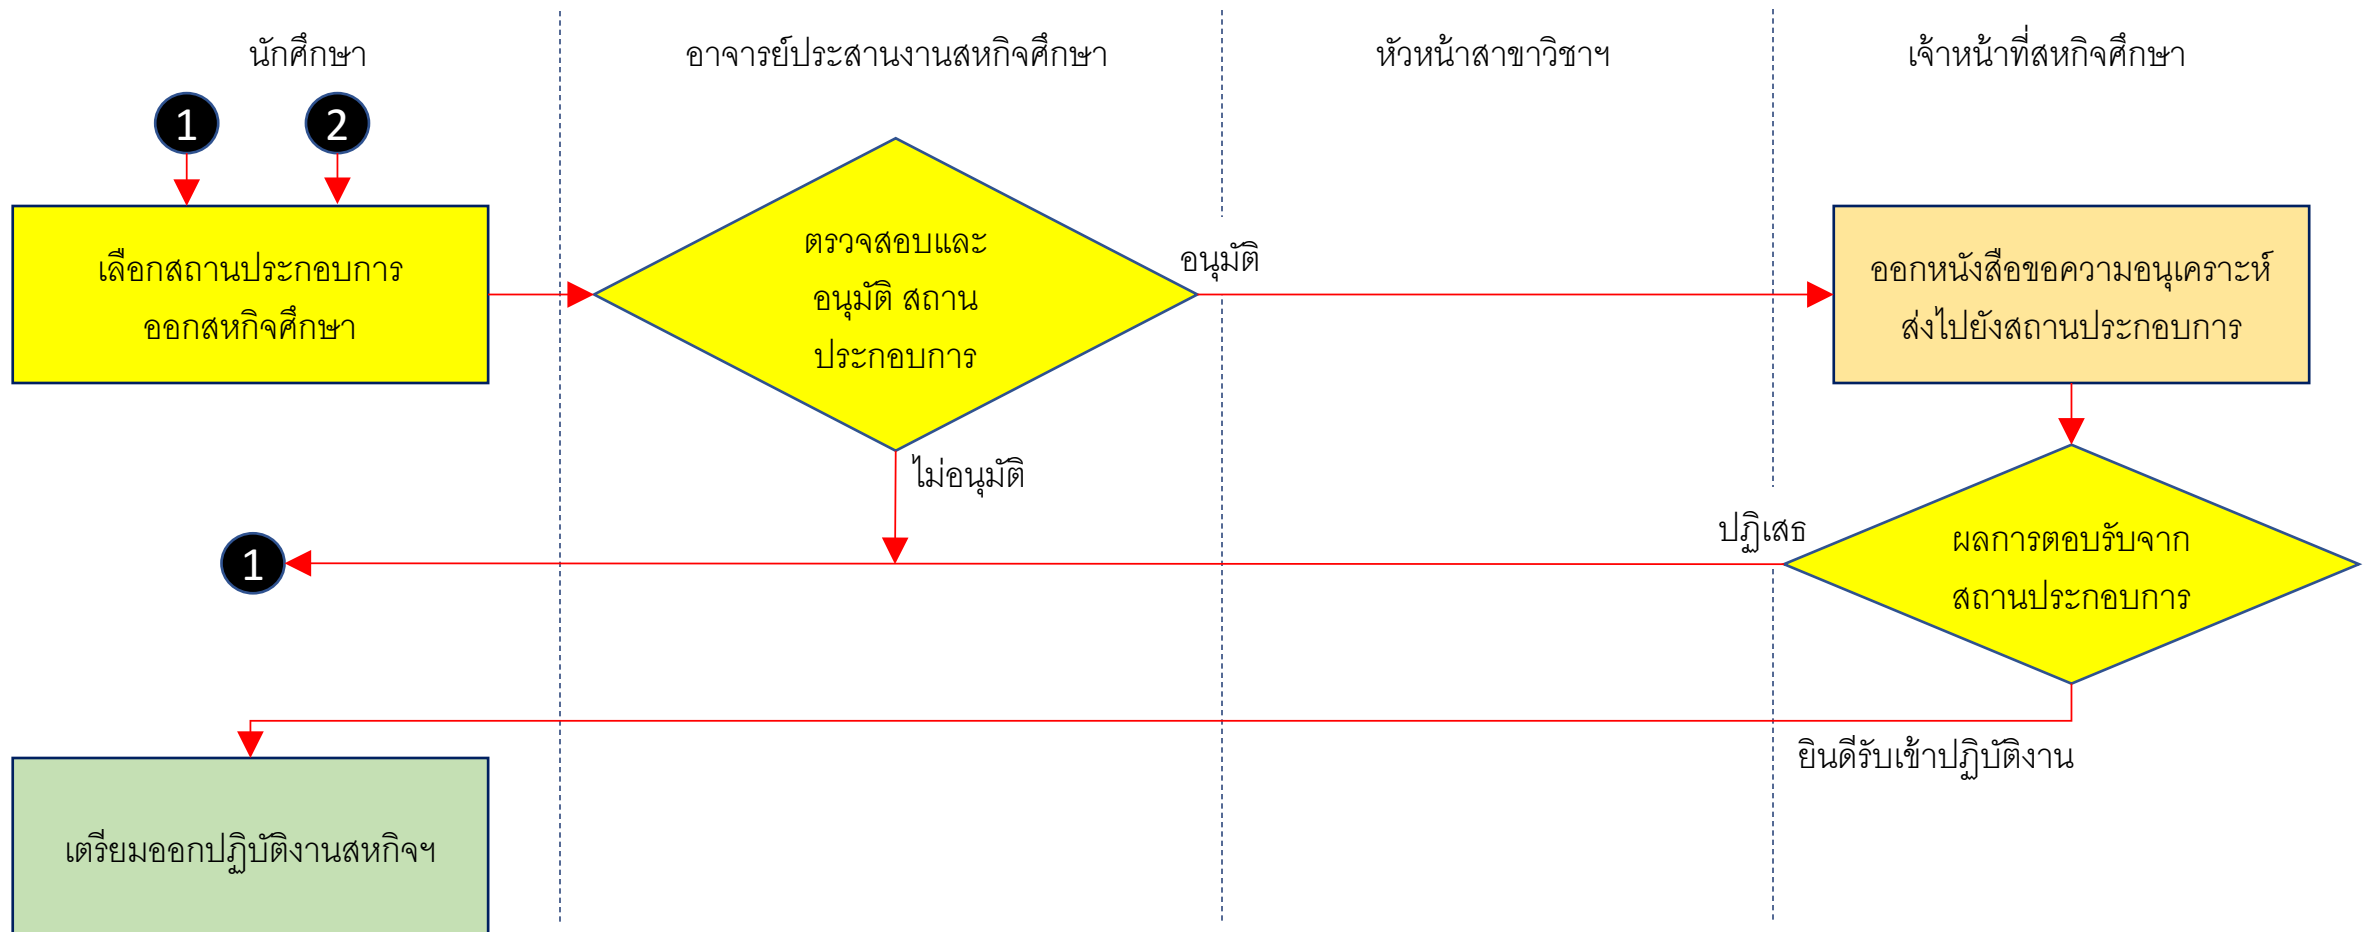 นักศึกษา
อาจารย์ประสานงานสหกิจศึกษา
หัวหน้าสาขาวิชาฯ
เจ้าหน้าที่สหกิจศึกษา
1
2
เลือกสถานประกอบการ
ออกสหกิจศึกษา
ตรวจสอบและ
อนุมัติ สถาน
ประกอบการ
อนุมัติ
ออกหนังสือขอความอนุเคราะห์
ส่งไปยังสถานประกอบการ
ไม่อนุมัติ
1
ปฏิเสธ
ผลการตอบรับจาก
สถานประกอบการ
ยินดีรับเข้าปฏิบัติงาน
เตรียมออกปฏิบัติงานสหกิจฯ